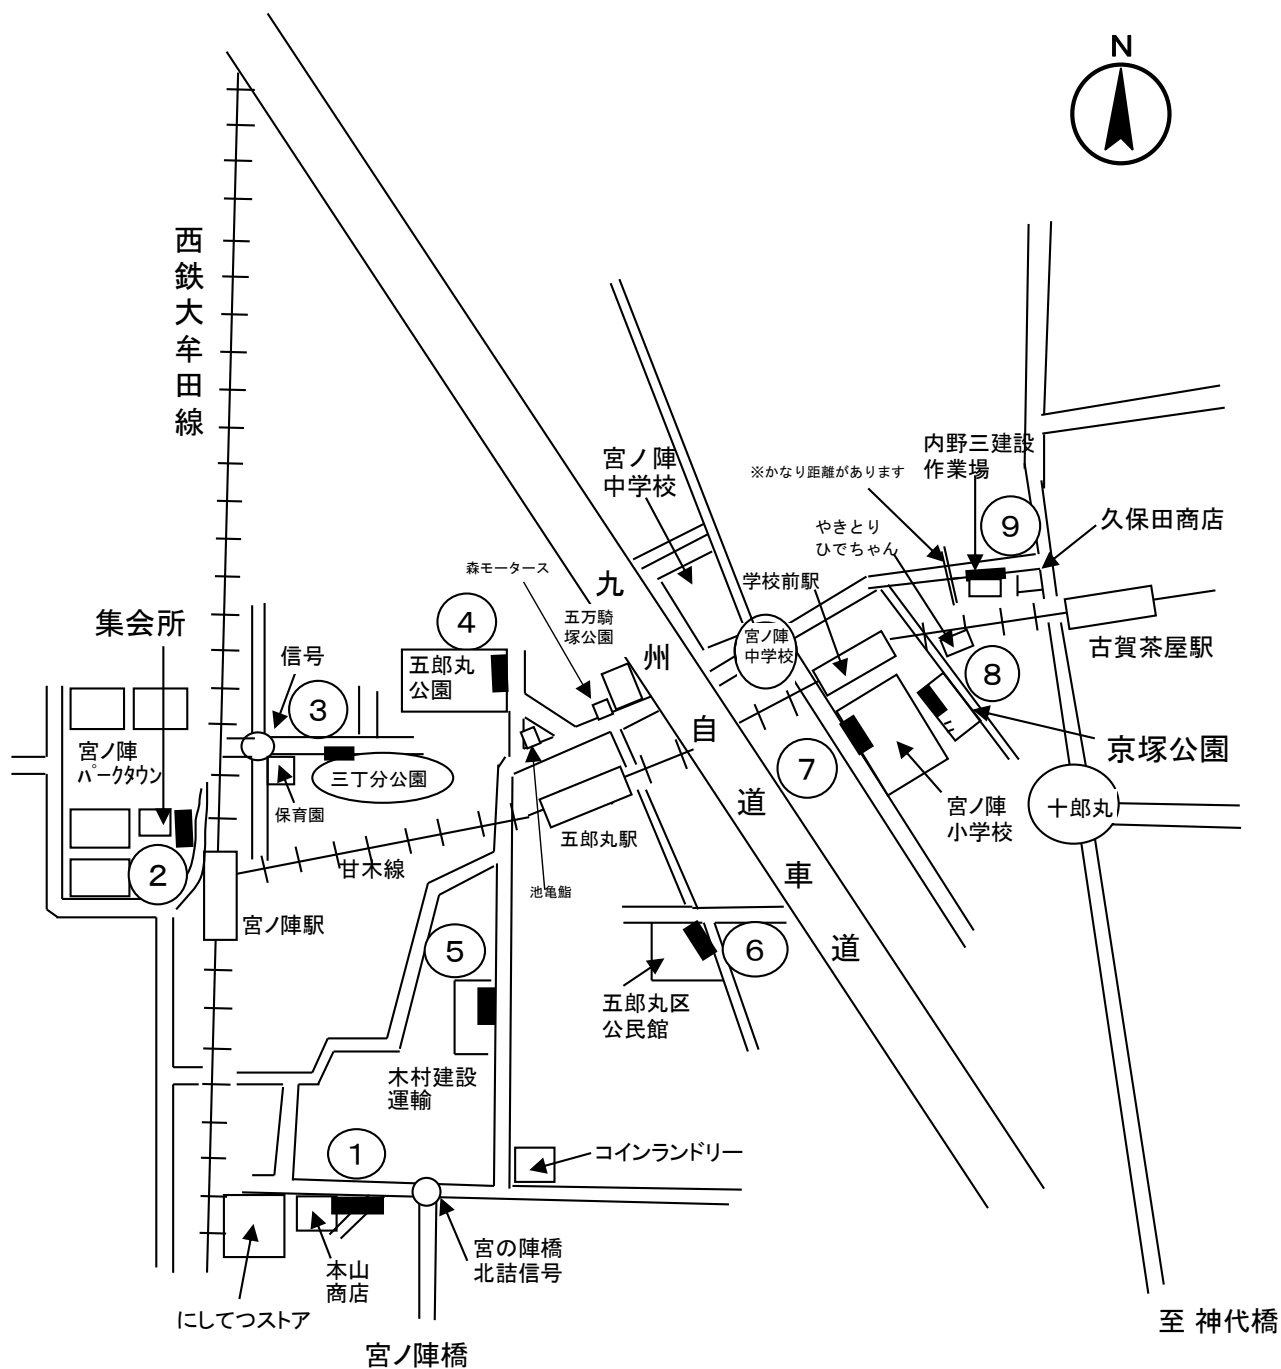 N
西鉄大牟田線
内野三建設
作業場
宮ノ陣
中学校
※かなり距離があります
⑨
久保田商店
やきとり
ひでちゃん
森モータース
九州自動車道
学校前駅
五万騎
塚公園
集会所
④
宮ノ陣
中学校
信号
五郎丸
公園
古賀茶屋駅
⑧
③
宮ノ陣
パークタウン
三丁分公園
⑦
京塚公園
保育園
宮ノ陣
小学校
十郎丸
五郎丸駅
甘木線
②
池亀鮨
宮ノ陣駅
⑤
⑥
五郎丸区
公民館
木村建設
運輸
①
コインランドリー
宮の陣橋
北詰信号
本山
商店
にしてつストア
至 神代橋
宮ノ陣橋